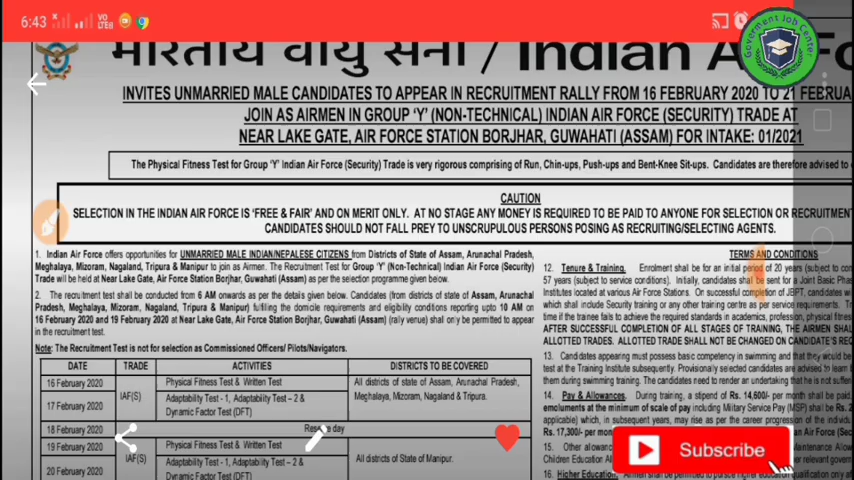 6:43
VO
LTE
GOVERMENT JOB CENTER
भारतीय वायु सेना / Indian Air Fo
INVITES UNMARRIED MALE CANDIDATES TO APPEAR IN RECRUITMENT RALLY FROM 16 FEBRUARY 2020 TO 21 FEBRUA
JOIN AS AIRMEN IN GROUP 'Y' (NON-TECHNICAL) INDIAN AIR FORCE (SECURITY) TRADE AT
NEAR LAKE GATE, AIR FORCE STATION BORJHAR, GUWAHATI (ASSAM) FOR INTAKE: 01/2021
The Physical Fitness Test for Group 'Y' Indian Air Force (Security) Trade is very rigorous comprising of Run, Chin-ups, Push-ups and Bent-Knee Sit-ups. Candidates are therefore advised to
CAUTION
SELECTION IN THE INDIAN AIR FORCE IS 'FREE & FAIR' AND ON MERIT ONLY. AT NO STAGE ANY MONEY IS REQUIRED TO BE PAID TO ANYONE FOR SELECTION OR RECRUITMENT
CANDIDATES SHOULD NOT FALL PREY TO UNSCRUPULOUS PERSONS POSING AS RECRUITING/SELECTING AGENTS.
1. Indian Air Force offers opportunities for UNMARRIED MALE INDIAN/NEPALESE CITIZENS from Districts of State of Assam, Arunachal Pradesh,
Meghalaya, Mizoram, Nagaland, Tripura & Manipur to join as Airmen. The Recruitment Test for Group 'Y' (Non-Technical) Indian Air Force (Security)
Trade will be held at Near Lake Gate, Air Force Station Borjhar, Guwahati (Assam) as per the selection programme given below:
2. The recruitment test shall be conducted from 6 AM onwards as per the details given below. Candidates (from districts of state of Assam, Arunachal
Pradesh, Meghalaya, Mizoram, Nagaland, Tripura & Manipur) fulfilling the domicile requirements and eligibility conditions reporting upto 10 AM on
16 February 2020 and 19 February 2020 at Near Lake Gate, Air Force Station Borjhar, Guwahati (Assam) (rally venue) shall only be permitted to appear
in the recruitment test.
Note: The Recruitment Test is not for selection as Commissioned Officers/ Pilots/Navigators.
DATE TRADE ACTIVITIES DISTRICTS TO BE COVERED
16 February 2020 IAF(S) Physical Fitness Test & Written Test All districts of state of Assam, Arunachal Pradesh,
Meghalaya, Mizoram, Nagaland & Tripura.
17 February 2020 Adaptability Test - 1, Adaptability Test – 2 &
Dynamic Factor Test (DFT)
18 February 2020 Res day
19 February 2020 IAF(S) Physical Fitness Test & Written Test All districts of State of Manipur.
20 February 2020 Adaptability Test - 1, Adaptability Test – 2 &
Dynamic Factor Test (DFT)
TERMS AND CONDITIONS
12. Tenure & Training. Enrolment shall be for an initial period of 20 years (subject to con
57 years (subject to service conditions). Initially, candidates shall be sent for a Joint Basic Phas
Institutes located at various Air Force Stations. On successful completion of JBPT, candidates w
which shall include Security training or any other training centre as per service requirements. Tr
time if the trainee fails to achieve the required standards in academics, profession, physical fitness
AFTER SUCCESSFUL COMPLETION OF ALL STAGES OF TRAINING, THE AIRMEN SHAL
ALLOTTED TRADES. ALLOTTED TRADE SHALL NOT BE CHANGED ON CANDIDATE'S REQ
13. Candidates appearing must possess basic competency in swimming and that they would be
test at the Training Institute subsequently. Provisionally selected candidates are advised to learn
them during swimming training. The candidates need to render an undertaking that he is not suffer
14. Pay & Allowances. During training, a stipend of Rs. 14,600/- per month shall be paid.
emoluments at the minimum of scale of pay including Military Service Pay (MSP) shall be Rs. 2
applicable) which, in subsequent years, may rise as per the career progression of the individual.
Rs. 17,300/- per mon
15. Other allowanc
Children Education Al
16. Higher Education.
Subscribe